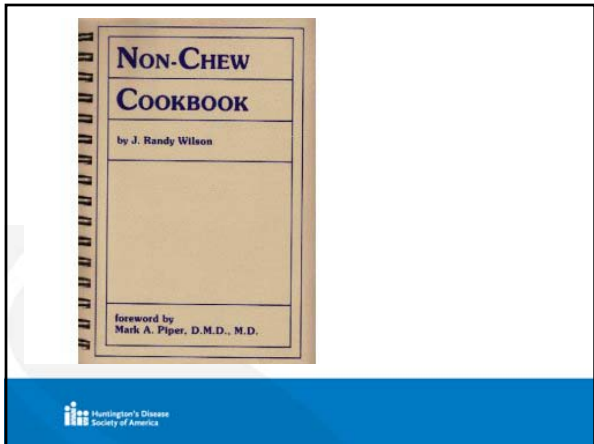 NON-CHEW
COOKBOOK
by J. Randy Wilson
foreword by
Mark A. Piper, D.M.D., M.D.
Huntington's Disease
Society of America